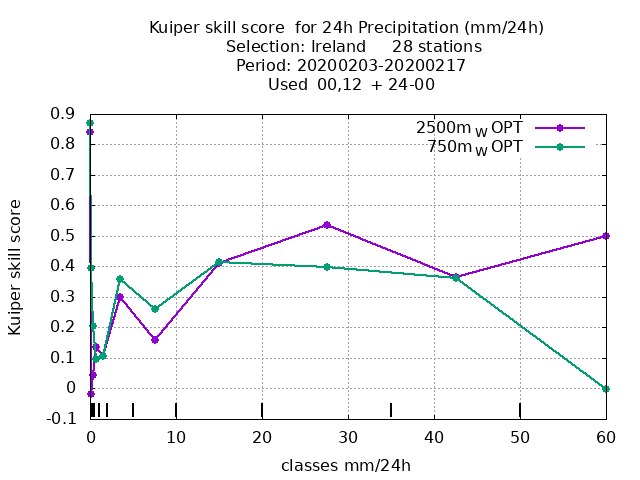 Kuiper skill score  for 24h Precipitation (mm/24h)
Selection: Ireland     28 stations
Period: 20200203-20200217
Used  00,12  + 24-00
2500m W OPT
750m W OPT
Kuiper skill score
0.9
0.8
0.7
0.6
0.5
0.4
0.3
0.2
0.1
0
-0.1
0 10 20 30 40 50 60
classes mm/24h